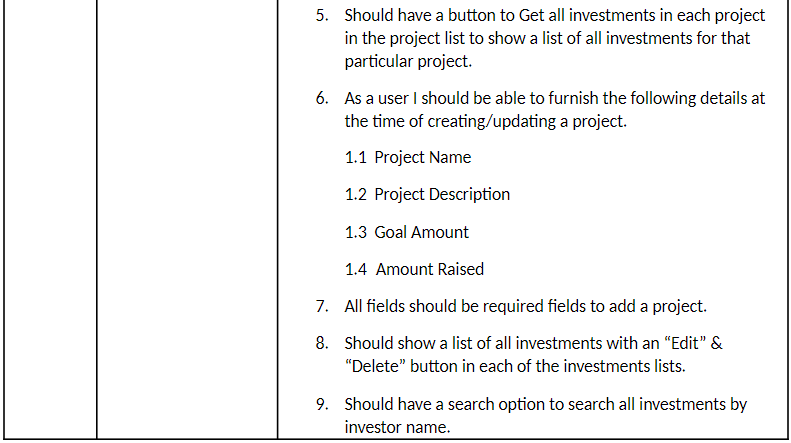 5. Should have a button to Get all investments in each project
in the project list to show a list of all investments for that
particular project.
6. As a user I should be able to furnish the following details at
the time of creating/updating a project.
1.1 Project Name
1.2 Project Description
1.3 Goal Amount
1.4 Amount Raised
7. All fields should be required fields to add a project.
8. Should show a list of all investments with an “Edit” &
“Delete” button in each of the investments lists.
9. Should have a search option to search all investments by
investor name.